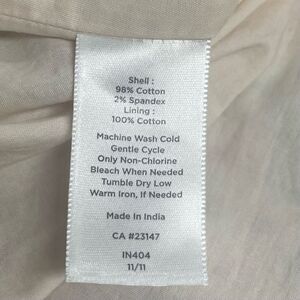 Shell :
98% Cotton
2% Spandex
Lining :
100% Cotton
Machine Wash Cold
Gentle Cycle
Only Non-Chlorine
Bleach When Needed
Tumble Dry Low
Warm Iron, If Needed
Made In India
CA #23147
IN404
11/11